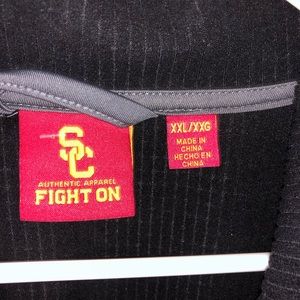 SC
AUTHENTIC APPAREL
FIGHT ON
XXL/XXG
MADE IN
CHINA
HECHO EN
CHINA